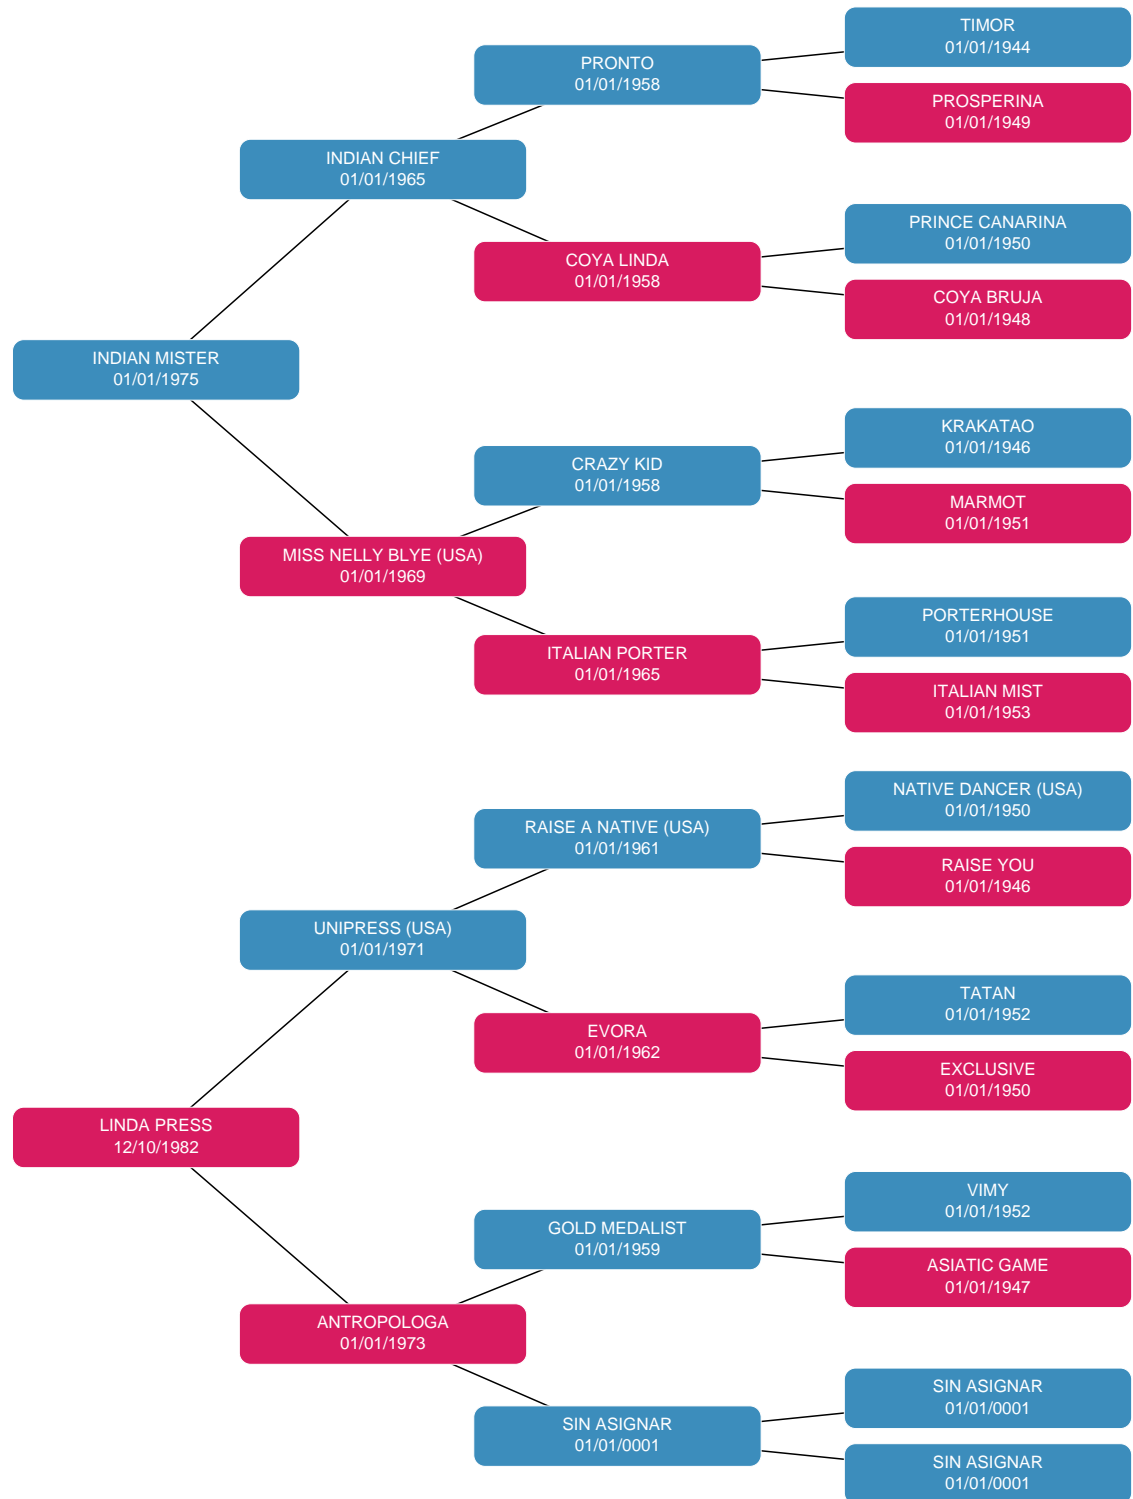 TIMOR
01/01/1944
PRONTO
01/01/1958
PROSPERINA
01/01/1949
INDIAN CHIEF
01/01/1965
PRINCE CANARINA
01/01/1950
COYA LINDA
01/01/1958
COYA BRUJA
01/01/1948
INDIAN MISTER
01/01/1975
KRAKATAO
01/01/1946
CRAZY KID
01/01/1958
MARMOT
01/01/1951
MISS NELLY BLYE (USA)
01/01/1969
PORTERHOUSE
01/01/1951
ITALIAN PORTER
01/01/1965
ITALIAN MIST
01/01/1953
NATIVE DANCER (USA)
01/01/1950
RAISE A NATIVE (USA)
01/01/1961
RAISE YOU
01/01/1946
UNIPRESS (USA)
01/01/1971
TATAN
01/01/1952
EVORA
01/01/1962
EXCLUSIVE
01/01/1950
LINDA PRESS
12/10/1982
VIMY
01/01/1952
GOLD MEDALIST
01/01/1959
ASIATIC GAME
01/01/1947
ANTROPOLOGA
01/01/1973
SIN ASIGNAR
01/01/0001
SIN ASIGNAR
01/01/0001
SIN ASIGNAR
01/01/0001